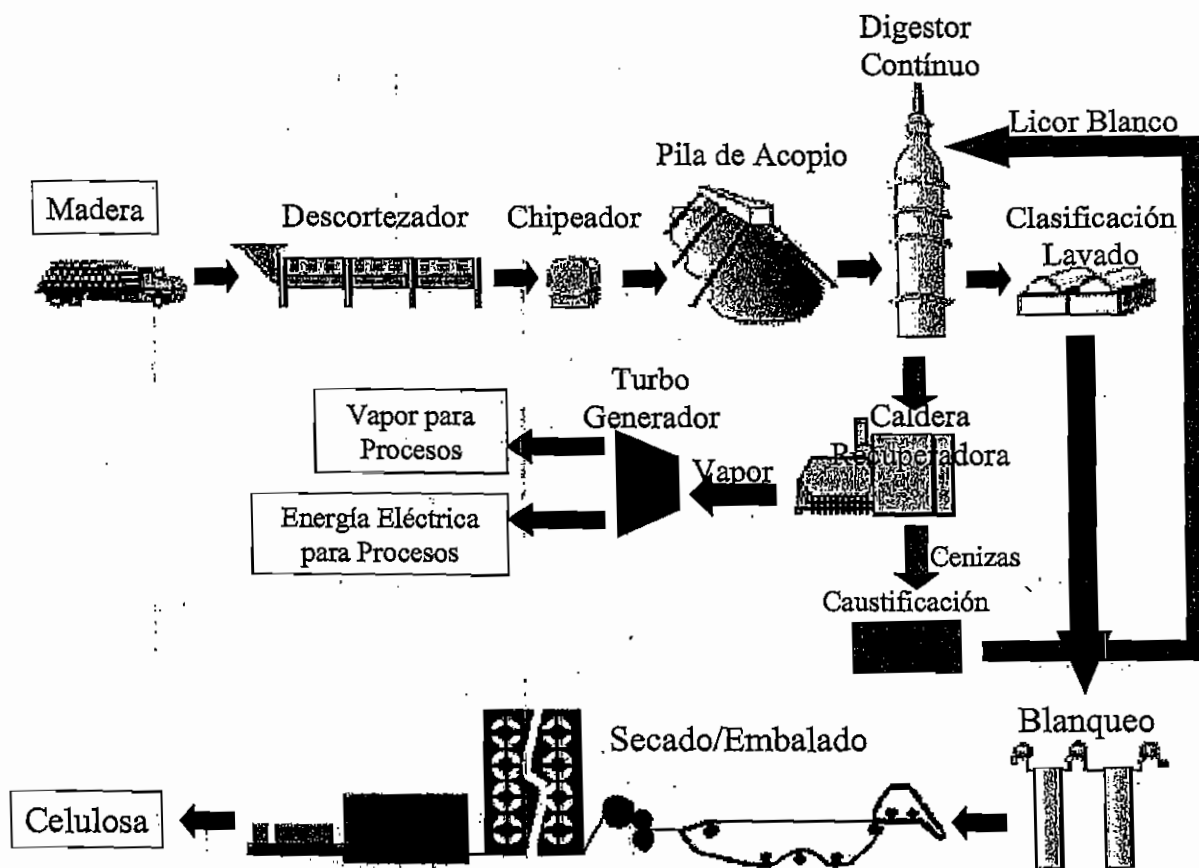 Digestor
Contínuo
Licor Blanco
Pila de Acopio
Madera
Descortezador
Chipeador
Clasificación
Lavado
Turbo
Generador
Caldera
Recuperadora
Vapor para
Procesos
Vapor
Energía Eléctrica
para Procesos
Cenizas
Caustificación
Blanqueo
Secado/Embalado
Celulosa